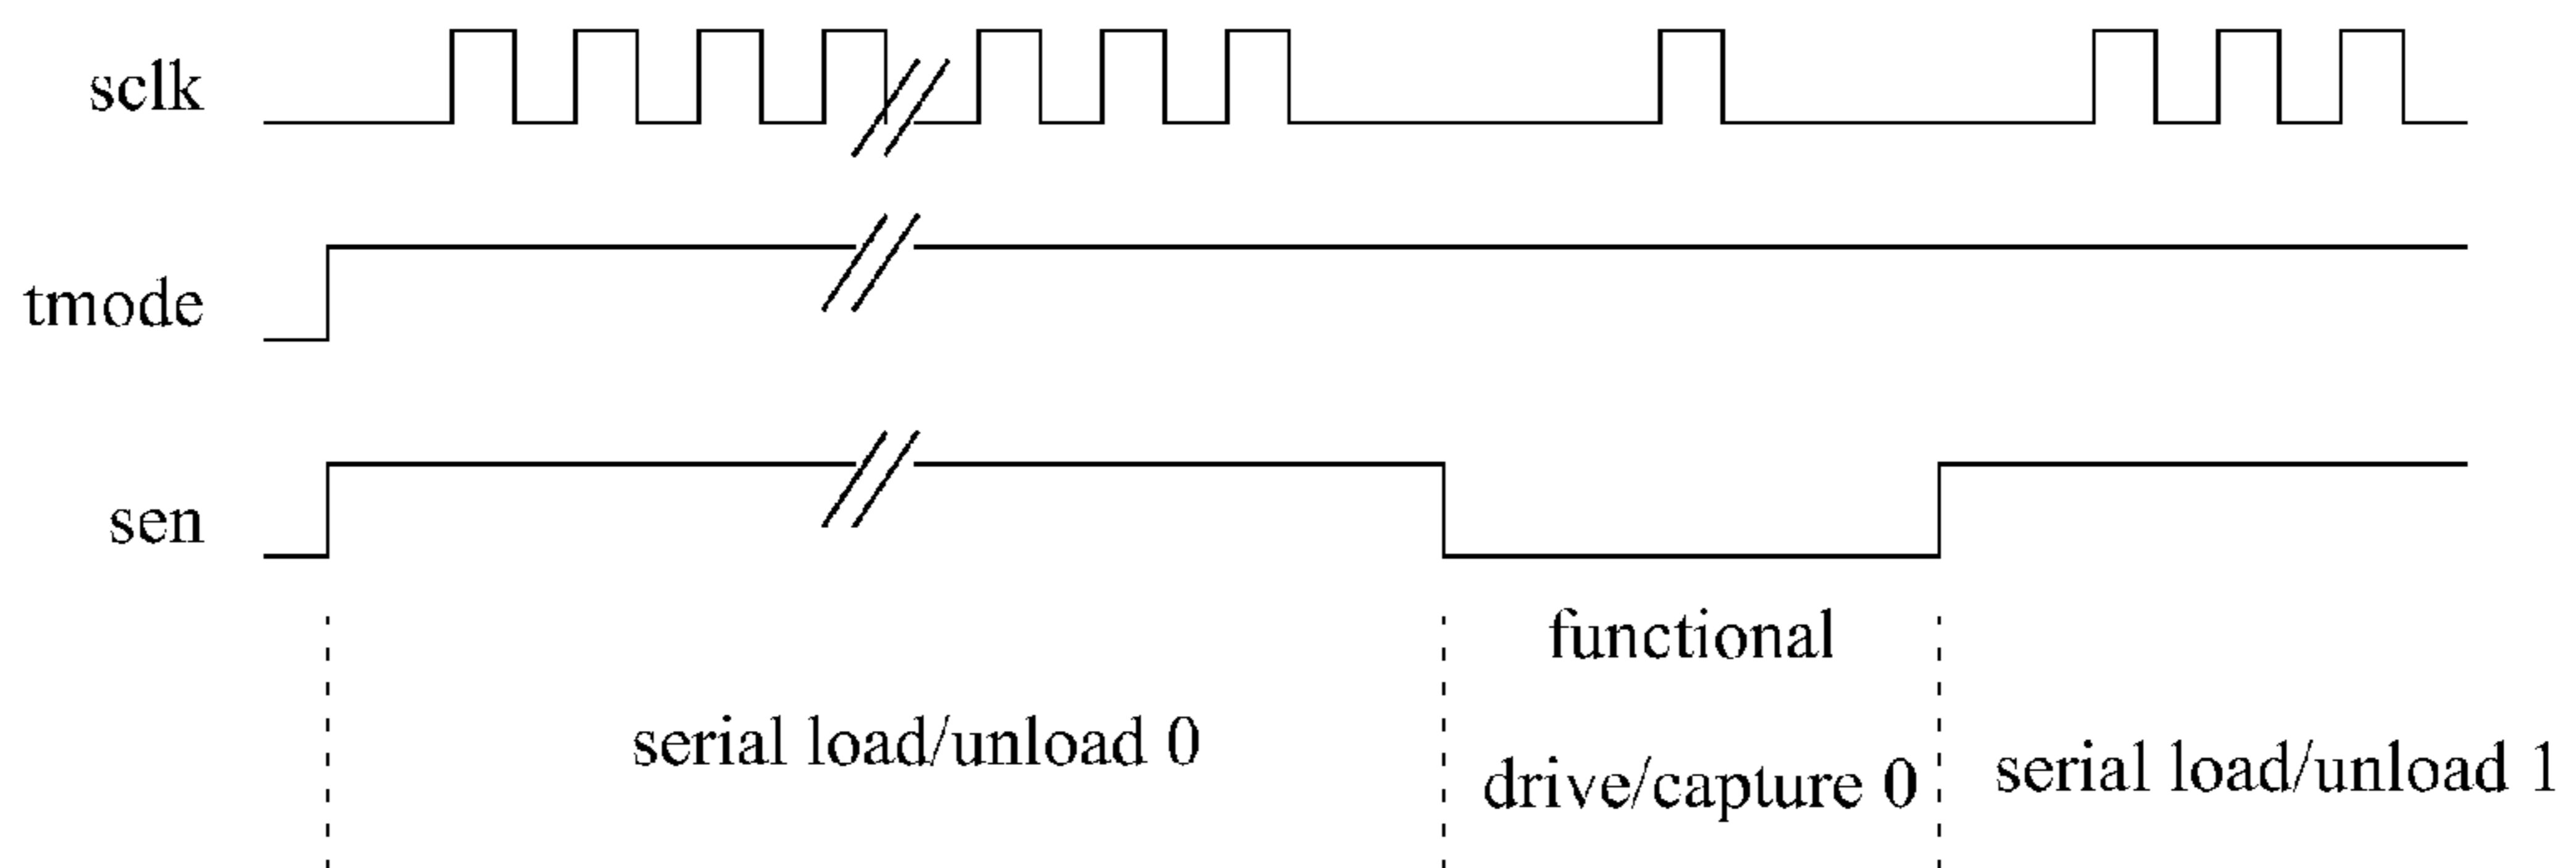 sclk
tmode
sen
functional
serial load/unload 0
drive/capture 0
serial load/unload 1